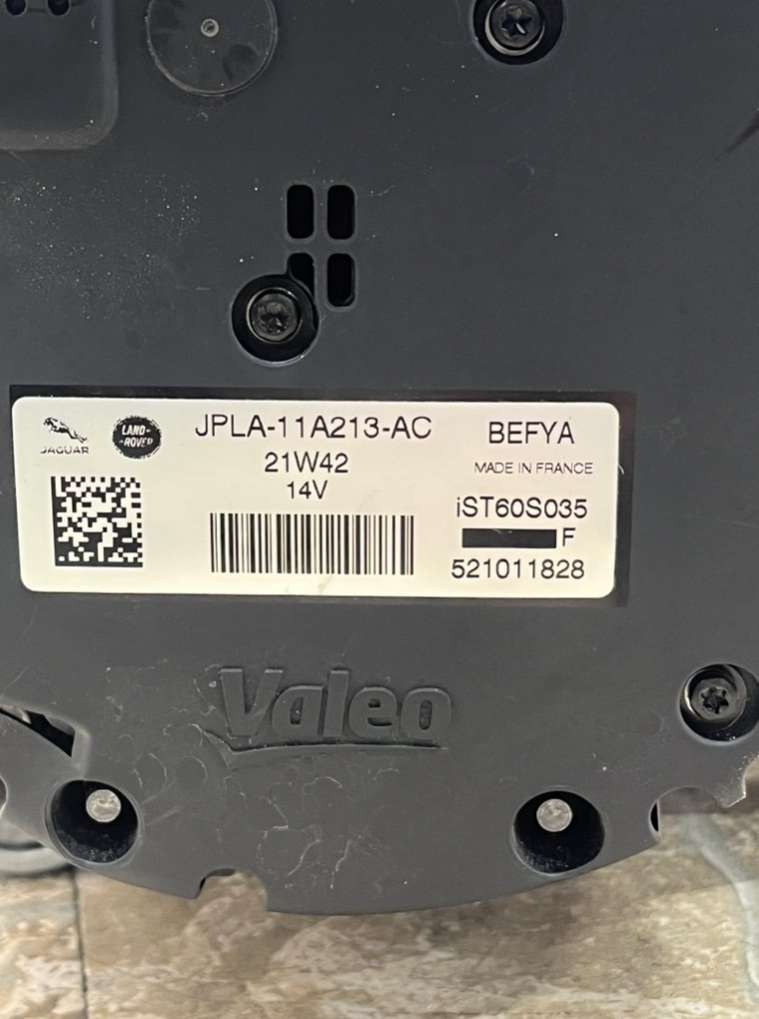 JAGUAR
LAND-
-ROVER
JPLA-11A213-AC
21W42
14V
BEFYA
MADE IN FRANCE
iST60S035
F
521011828
Valeo